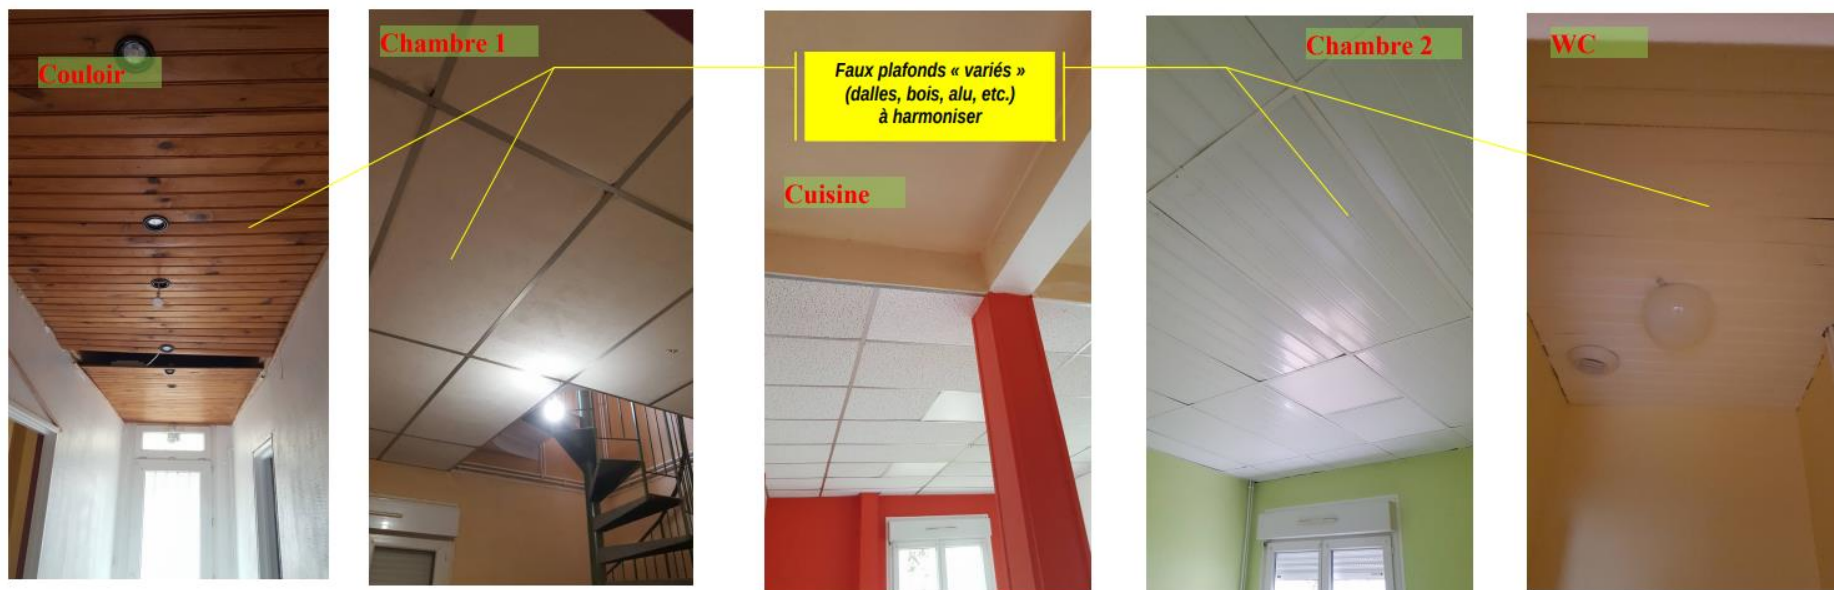 Couloir
Chambre 1
Faux plafonds « variés »
(dalles, bois, alu, etc.)
à harmoniser
Cuisine
Chambre 2
WC